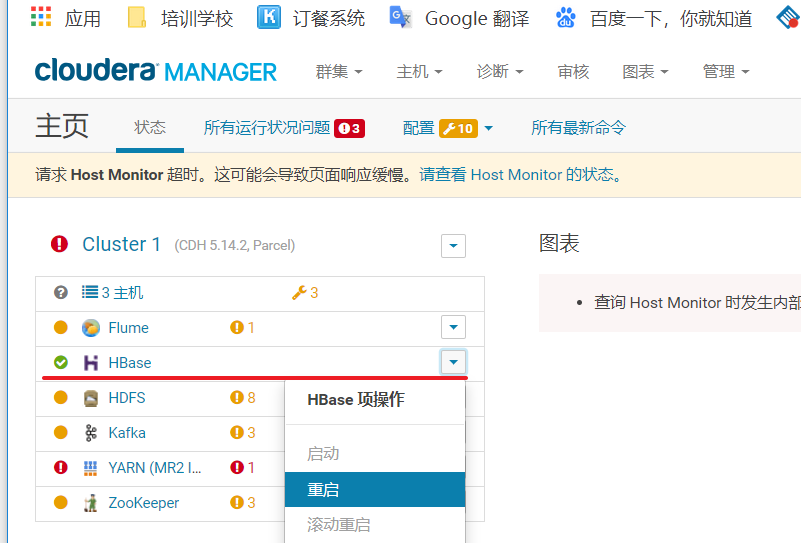 应用 培训学校 订餐系统 Google 翻译 百度一下，你就知道
cloudera MANAGER 群集 主机 诊断 审核 图表 管理
主页 状态 所有运行状况问题 3 配置 10 所有最新命令
请求 Host Monitor 超时。这可能会导致页面响应缓慢。请查看 Host Monitor 的状态。
Cluster 1 (CDH 5.14.2, Parcel)
图表
3 主机 3
查询 Host Monitor 时发生内部
Flume 1
HBase
HDFS 8
HBase 项操作
Kafka 3
启动
YARN (MR2 I... 1
重启
ZooKeeper 3
滚动重启